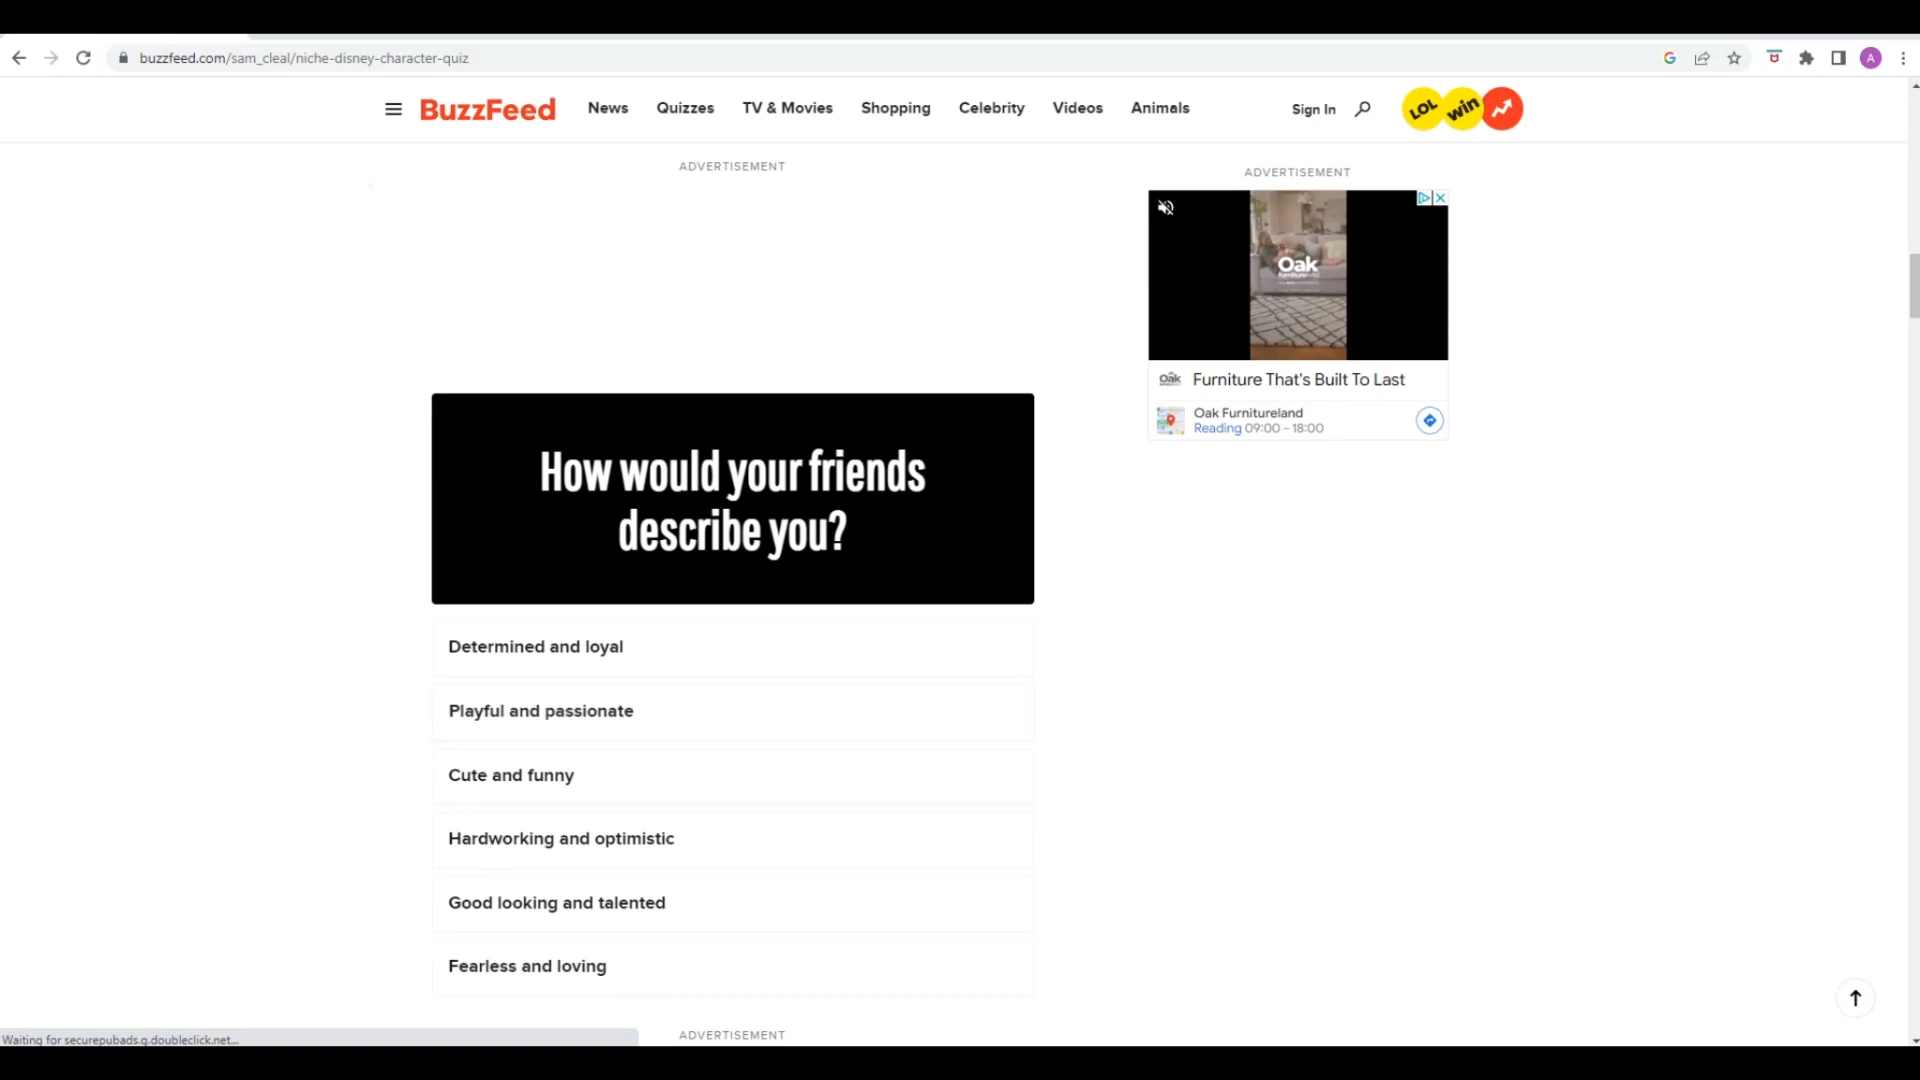 buzzfeed.com/sam_cleal/niche-disney-character-quiz
A
BuzzFeed
News
Quizzes
TV & Movies
Shopping
Celebrity
Videos
Animals
Sign In
LOL
win
ADVERTISEMENT
ADVERTISEMENT
Oak
Oak
Furniture That's Built To Last
Oak Furnitureland
Reading 09:00 – 18:00
How would your friends
describe you?
Determined and loyal
Playful and passionate
Cute and funny
Hardworking and optimistic
Good looking and talented
Fearless and loving
ADVERTISEMENT
Waiting for securepubads.g.doubleclick.net...